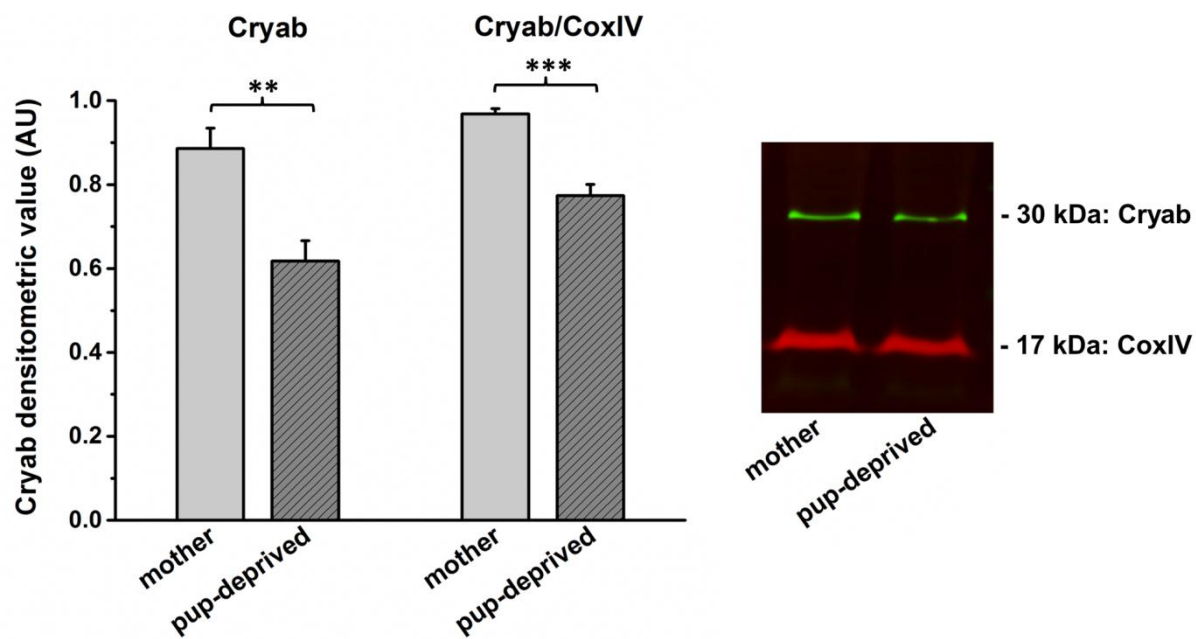 Cryab
Cryab/CoxIV
**
***
Cryab densitometric value (AU)
1.0
0.8
0.6
0.4
0.2
0.0
mother
pup-deprived
mother
pup-deprived
- 30 kDa: Cryab
- 17 kDa: CoxIV
mother
pup-deprived